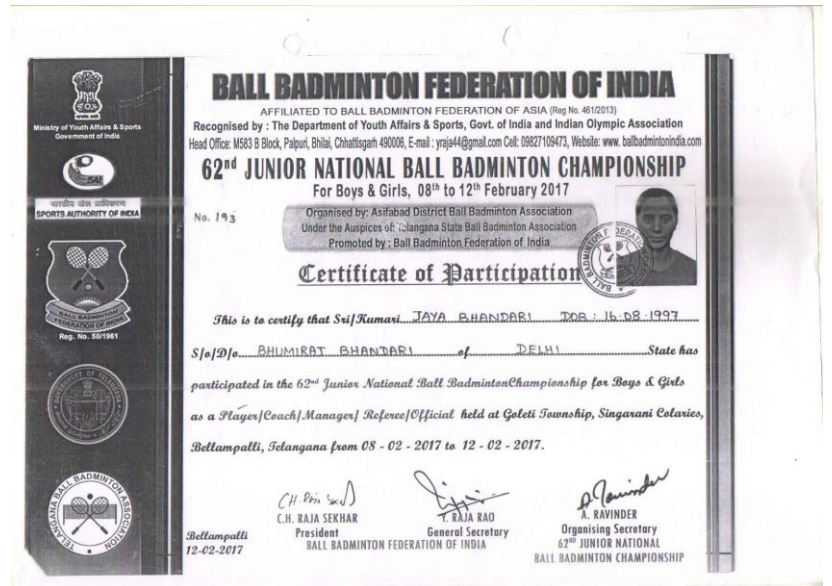 BALL BADMINTON FEDERATION OF INDIA
AFFILIATED TO BALL BADMINTON FEDERATION OF ASIA (Reg No. 461/2013)
Recognised by : The Department of Youth Affairs & Sports, Govt. of India and Indian Olympic Association
Head Office: M583 B Block, Palpuri, Bhilai, Chhattisgarh 490006, E-mail : yraja44@gmail.com Cell: 09827109473, Website: www. ballbadmintonindia.com
62nd JUNIOR NATIONAL BALL BADMINTON CHAMPIONSHIP
For Boys & Girls, 08th to 12th February 2017
No. 193
Organised by: Asifabad District Ball Badminton Association
Under the Auspices of: Telangana State Ball Badminton Association
Promoted by : Ball Badminton Federation of India
Certificate of Participation
This is to certify that Sri/Kumari JAYA BHANDARI DOB : 16.08.1997
S/o/D/o BHUMIRAT BHANDARI of DELHI State has
participated in the 62nd Junior National Ball BadmintonChampionship for Boys & Girls
as a Player/Coach/Manager/ Referee/Official held at Goleti Township, Singarani Colaries,
Bellampalli, Telangana from 08 - 02 - 2017 to 12 - 02 - 2017.
Bellampalli
12-02-2017
C.H. RAJA SEKHAR
President
Y. RAJA RAO
General Secretary
BALL BADMINTON FEDERATION OF INDIA
A. RAVINDER
Organising Secretary
62ND JUNIOR NATIONAL
BALL BADMINTON CHAMPIONSHIP
Ministry of Youth Affairs & Sports
Government of India
भारतीय खेल प्राधिकरण
SPORTS AUTHORITY OF INDIA
BALL BADMINTON
FEDERATION OF INDIA
Reg. No. 50/1961
GOVERNMENT OF TELANGANA
TELANGANA BALL BADMINTON ASSOCIATION